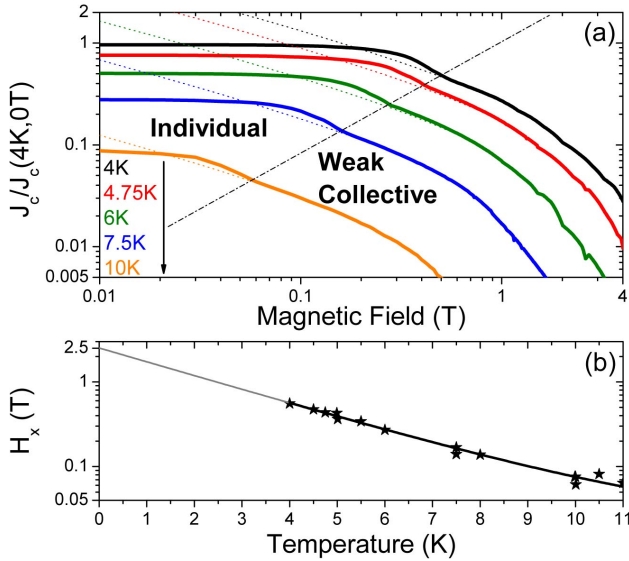 (a)
2
1
0.1
0.01
0.005
J_c/J_c(4K,0T)
Individual
Weak
Collective
4K
4.75K
6K
7.5K
10K
0.01
0.1
1
4
Magnetic Field (T)
(b)
2.5
1
0.1
0.05
H_x (T)
0
1
2
3
4
5
6
7
8
9
10
11
Temperature (K)